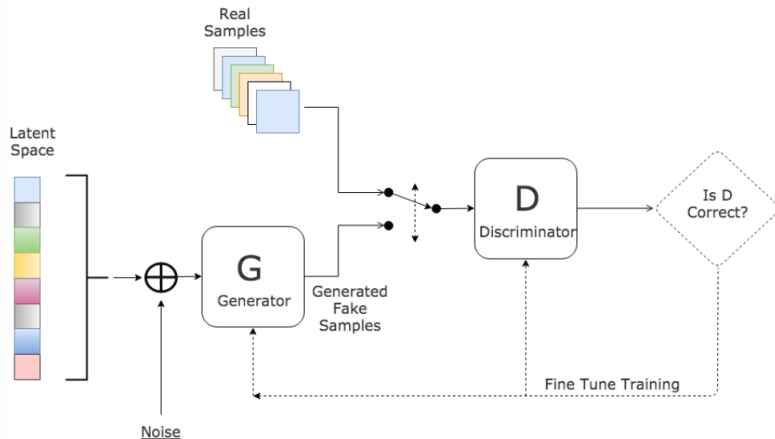 Real
Samples
Latent
Space
G
Generator
Generated
Fake
Samples
D
Discriminator
Is D
Correct?
Fine Tune Training
Noise